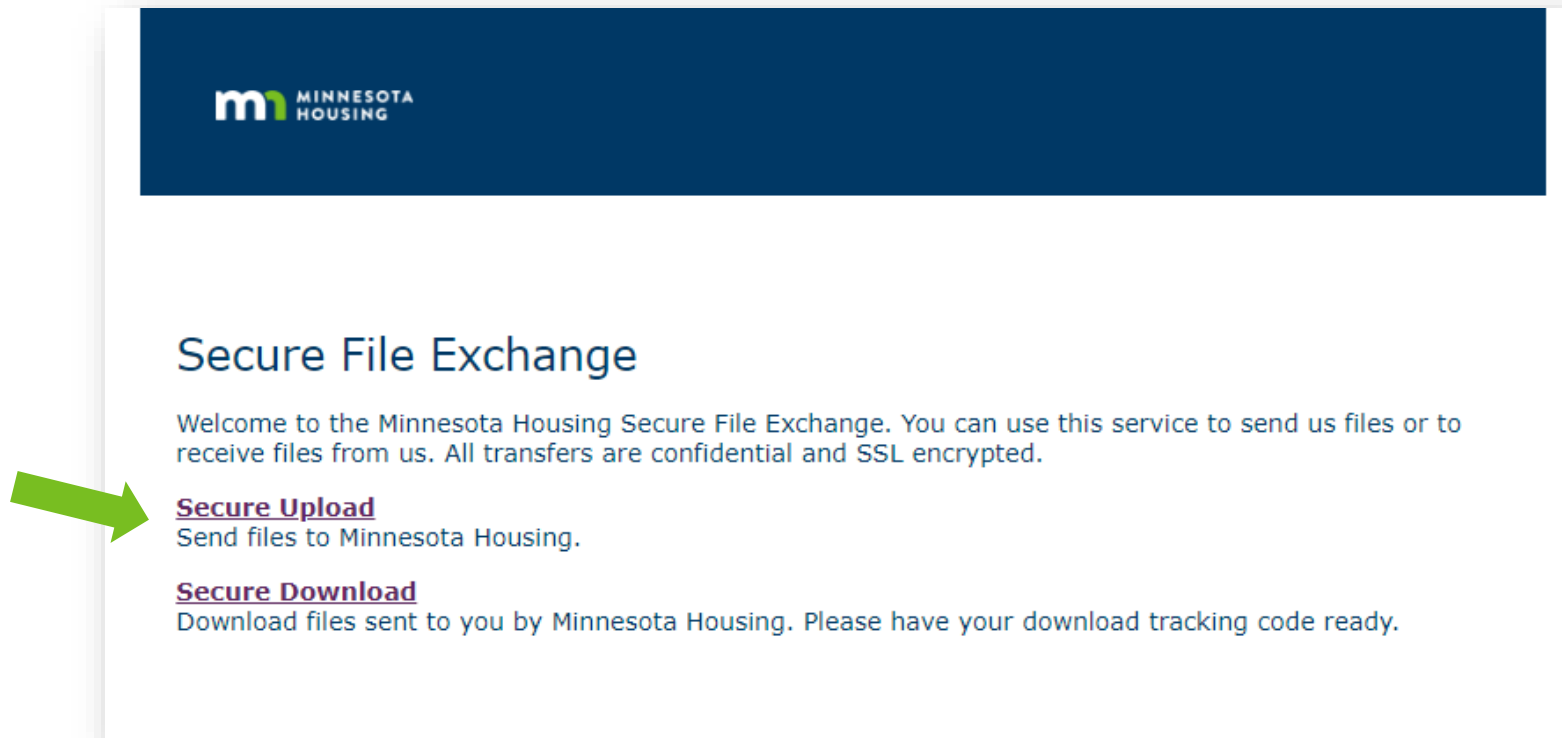 MINNESOTA
HOUSING
Secure File Exchange
Welcome to the Minnesota Housing Secure File Exchange. You can use this service to send us files or to
receive files from us. All transfers are confidential and SSL encrypted.
Secure Upload
Send files to Minnesota Housing.
Secure Download
Download files sent to you by Minnesota Housing. Please have your download tracking code ready.